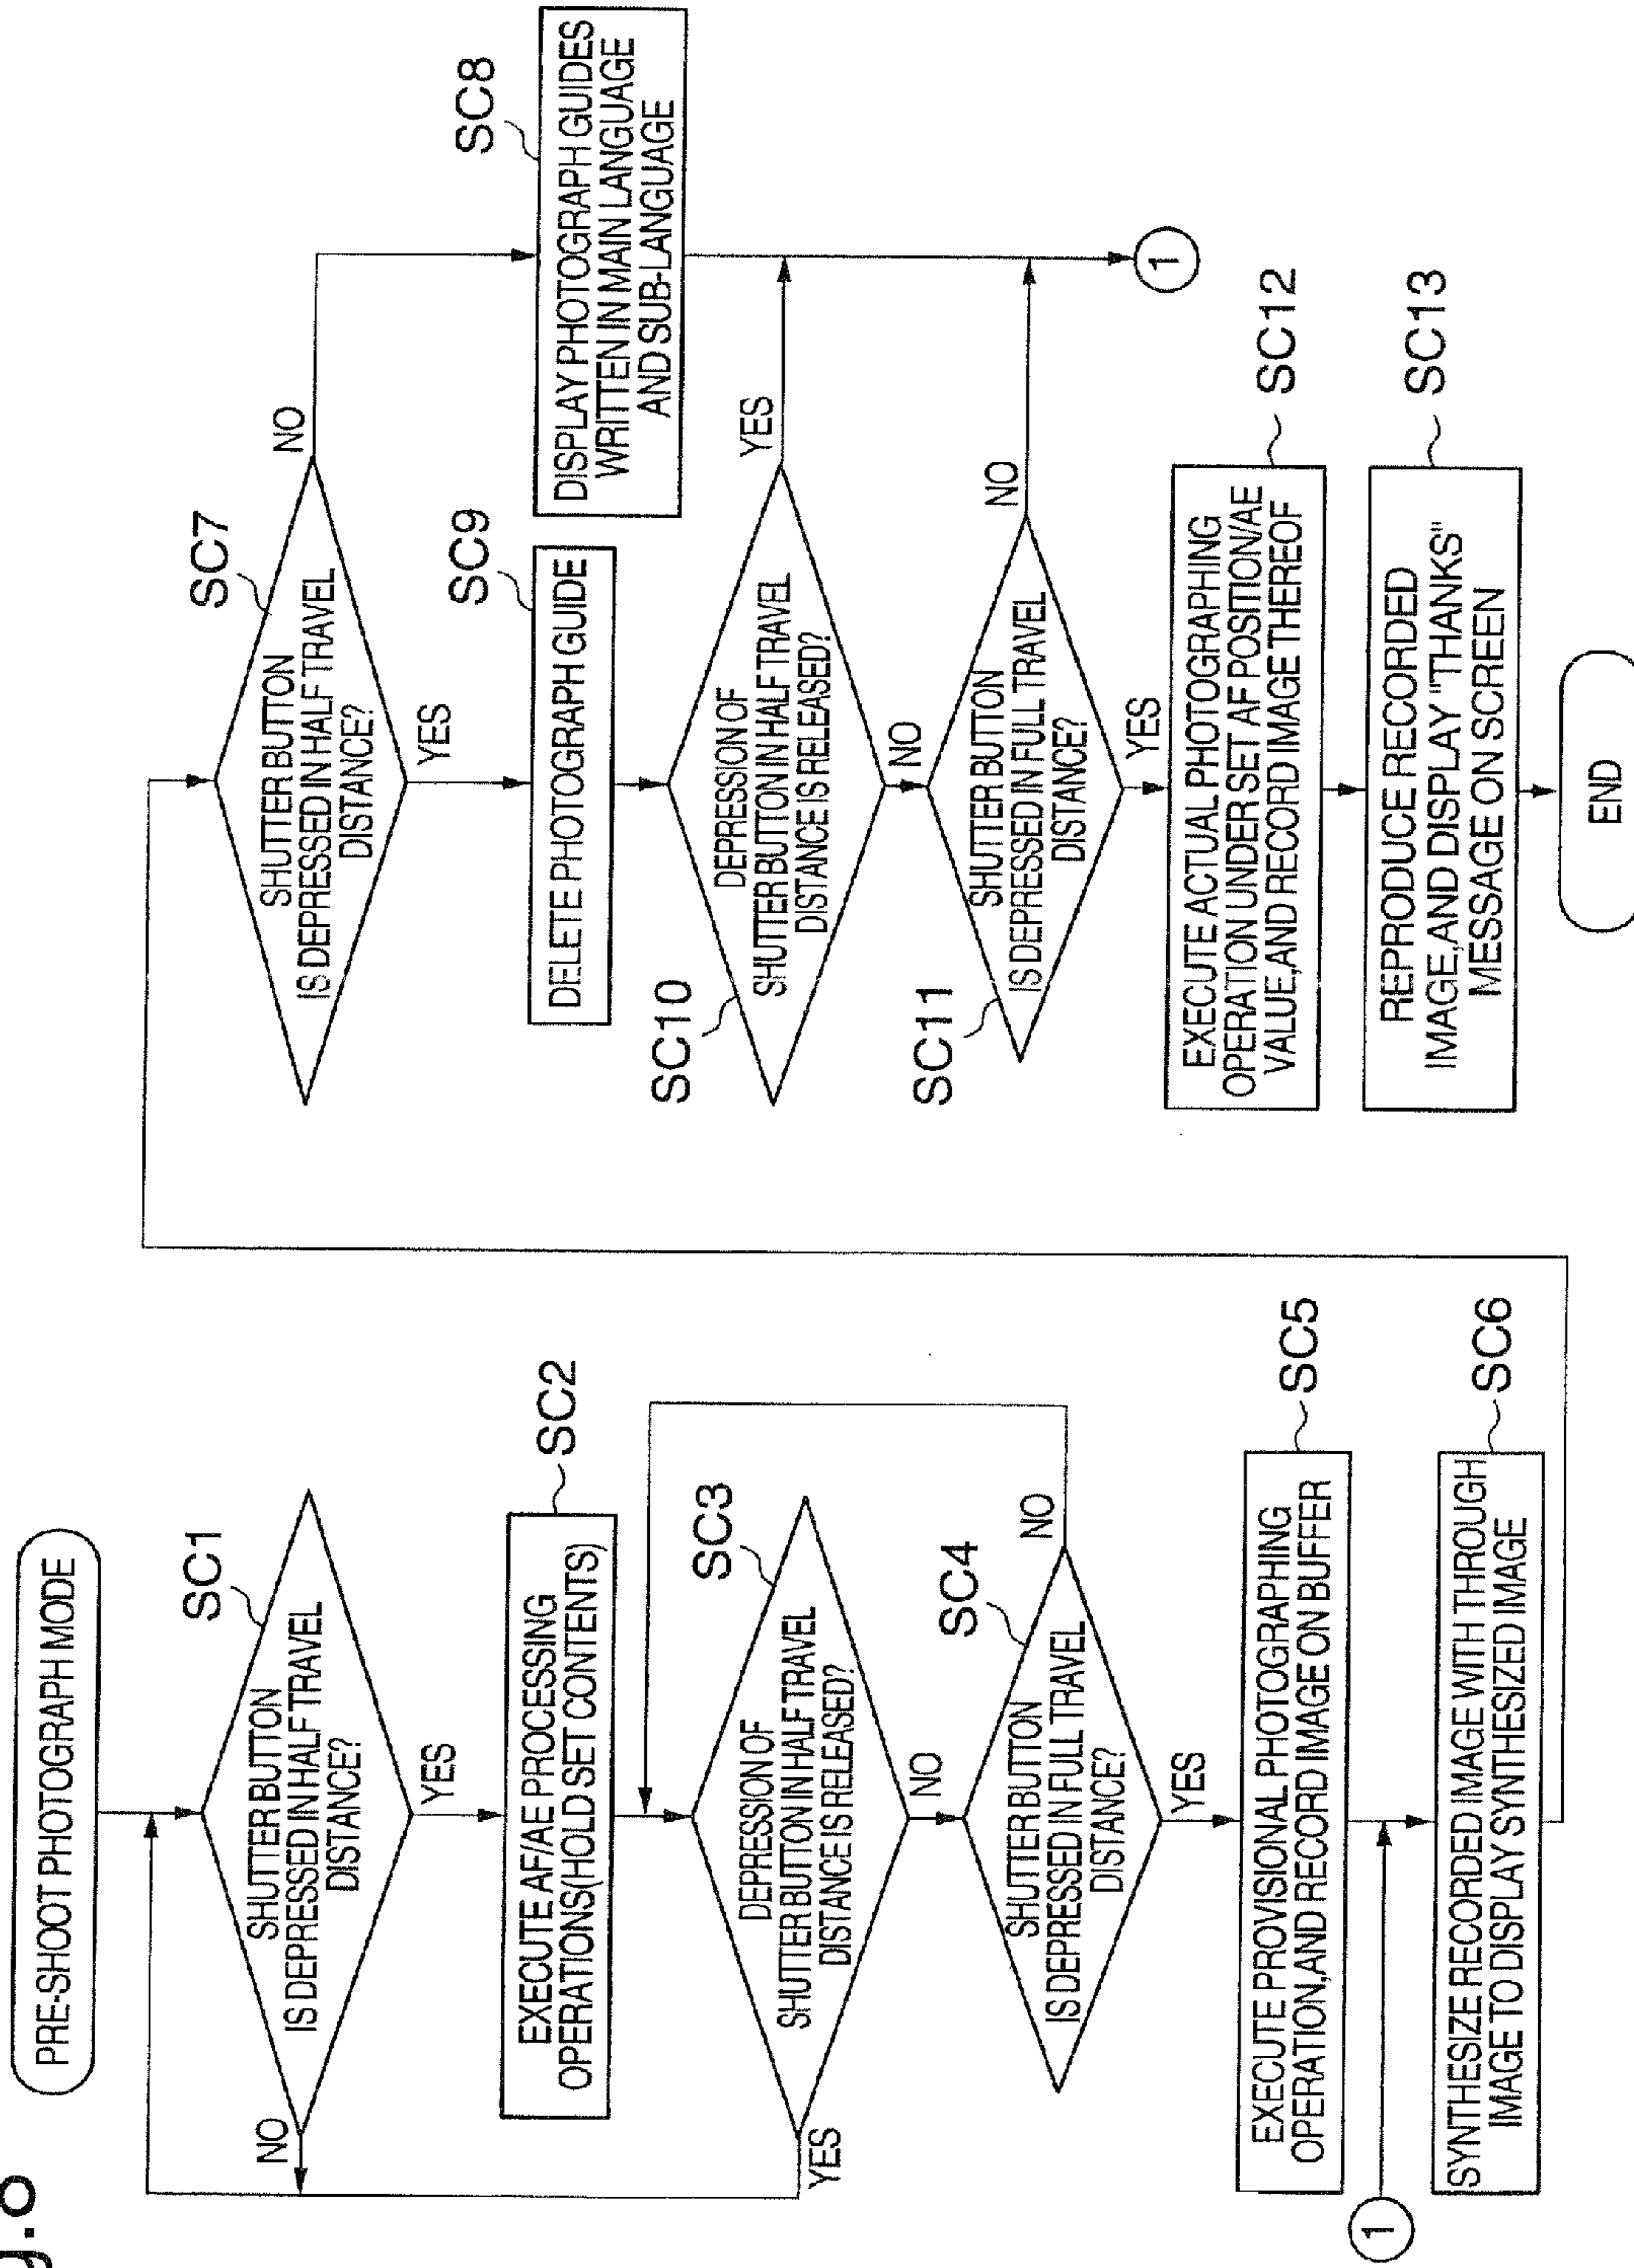 g.8
PRE-SHOOT PHOTOGRAPH MODE
SC1
SHUTTER BUTTON
IS DEPRESSED IN HALF TRAVEL
DISTANCE?
NO
YES
SC2
EXECUTE AF/AE PROCESSING
OPERATIONS(HOLD SET CONTENTS)
SC3
DEPRESSION OF
SHUTTER BUTTON IN HALF TRAVEL
DISTANCE IS RELEASED?
YES
NO
SC4
SHUTTER BUTTON
IS DEPRESSED IN FULL TRAVEL
DISTANCE?
NO
YES
SC5
EXECUTE PROVISIONAL PHOTOGRAPHING
OPERATION,AND RECORD IMAGE ON BUFFER
1
SC6
SYNTHESIZE RECORDED IMAGE WITH THROUGH
IMAGE TO DISPLAY SYNTHESIZED IMAGE
SC7
SHUTTER BUTTON
IS DEPRESSED IN HALF TRAVEL
DISTANCE?
NO
YES
SC8
DISPLAY PHOTOGRAPH GUIDES
WRITTEN IN MAIN LANGUAGE
AND SUB-LANGUAGE
SC9
DELETE PHOTOGRAPH GUIDE
SC10
DEPRESSION OF
SHUTTER BUTTON IN HALF TRAVEL
DISTANCE IS RELEASED?
YES
NO
SC11
SHUTTER BUTTON
IS DEPRESSED IN FULL TRAVEL
DISTANCE?
NO
YES
1
SC12
EXECUTE ACTUAL PHOTOGRAPHING
OPERATION UNDER SET AF POSITION/AE
VALUE,AND RECORD IMAGE THEREOF
SC13
REPRODUCE RECORDED
IMAGE,AND DISPLAY "THANKS"
MESSAGE ON SCREEN
END